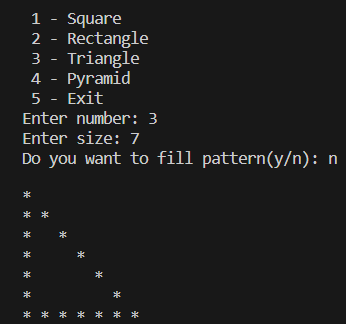 1 - Square
2 - Rectangle
3 - Triangle
4 - Pyramid
5 - Exit
Enter number: 3
Enter size: 7
Do you want to fill pattern(y/n): n
*
* *
*   *
*     *
*       *
*         *
* * * * * * *